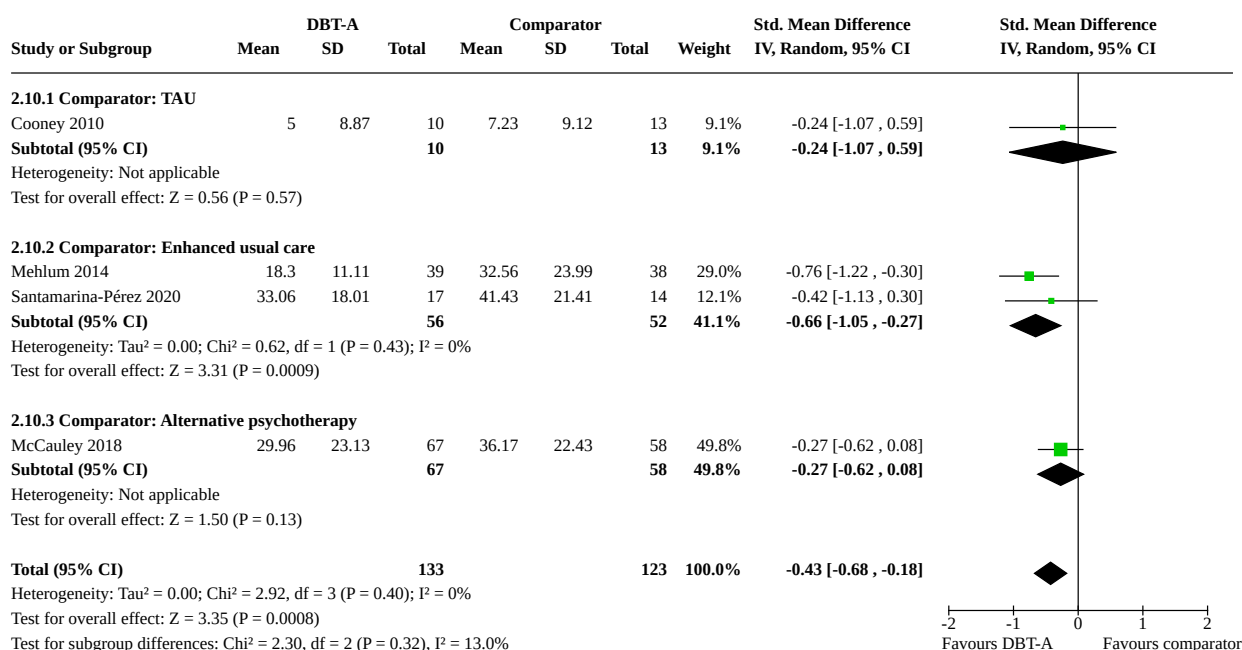 DBT-A Comparator Std. Mean Difference Std. Mean Difference
Study or Subgroup Mean SD Total Mean SD Total Weight IV, Random, 95% CI IV, Random, 95% CI
2.10.1 Comparator: TAU
Cooney 2010 5 8.87 10 7.23 9.12 13 9.1% -0.24 [-1.07 , 0.59]
Subtotal (95% CI) 10 13 9.1% -0.24 [-1.07 , 0.59]
Heterogeneity: Not applicable
Test for overall effect: Z = 0.56 (P = 0.57)
2.10.2 Comparator: Enhanced usual care
Mehlum 2014 18.3 11.11 39 32.56 23.99 38 29.0% -0.76 [-1.22 , -0.30]
Santamarina-Pérez 2020 33.06 18.01 17 41.43 21.41 14 12.1% -0.42 [-1.13 , 0.30]
Subtotal (95% CI) 56 52 41.1% -0.66 [-1.05 , -0.27]
Heterogeneity: Tau² = 0.00; Chi² = 0.62, df = 1 (P = 0.43); I² = 0%
Test for overall effect: Z = 3.31 (P = 0.0009)
2.10.3 Comparator: Alternative psychotherapy
McCauley 2018 29.96 23.13 67 36.17 22.43 58 49.8% -0.27 [-0.62 , 0.08]
Subtotal (95% CI) 67 58 49.8% -0.27 [-0.62 , 0.08]
Heterogeneity: Not applicable
Test for overall effect: Z = 1.50 (P = 0.13)
Total (95% CI) 133 123 100.0% -0.43 [-0.68 , -0.18]
Heterogeneity: Tau² = 0.00; Chi² = 2.92, df = 3 (P = 0.40); I² = 0%
Test for overall effect: Z = 3.35 (P = 0.0008) -2 -1 0 1 2
Test for subgroup differences: Chi² = 2.30, df = 2 (P = 0.32), I² = 13.0% Favours DBT-A Favours comparator